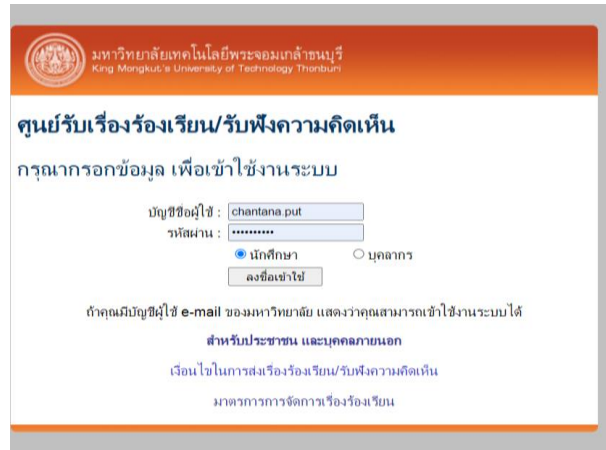 มหาวิทยาลัยเทคโนโลยีพระจอมเกล้าธนบุรี
King Mongkut's University of Technology Thonburi
ศูนย์รับเรื่องร้องเรียน/รับฟังความคิดเห็น
กรุณากรอกข้อมูล เพื่อเข้าใช้งานระบบ
บัญชีชื่อผู้ใช้ : chantana.put
รหัสผ่าน : ••••••••••
นักศึกษา บุคลากร
ลงชื่อเข้าใช้
ถ้าคุณมีบัญชีผู้ใช้ e-mail ของมหาวิทยาลัย แสดงว่าคุณสามารถเข้าใช้งานระบบได้
สำหรับประชาชน และบุคคลภายนอก
เงื่อนไขในการส่งเรื่องร้องเรียน/รับฟังความคิดเห็น
มาตรการการจัดการเรื่องร้องเรียน